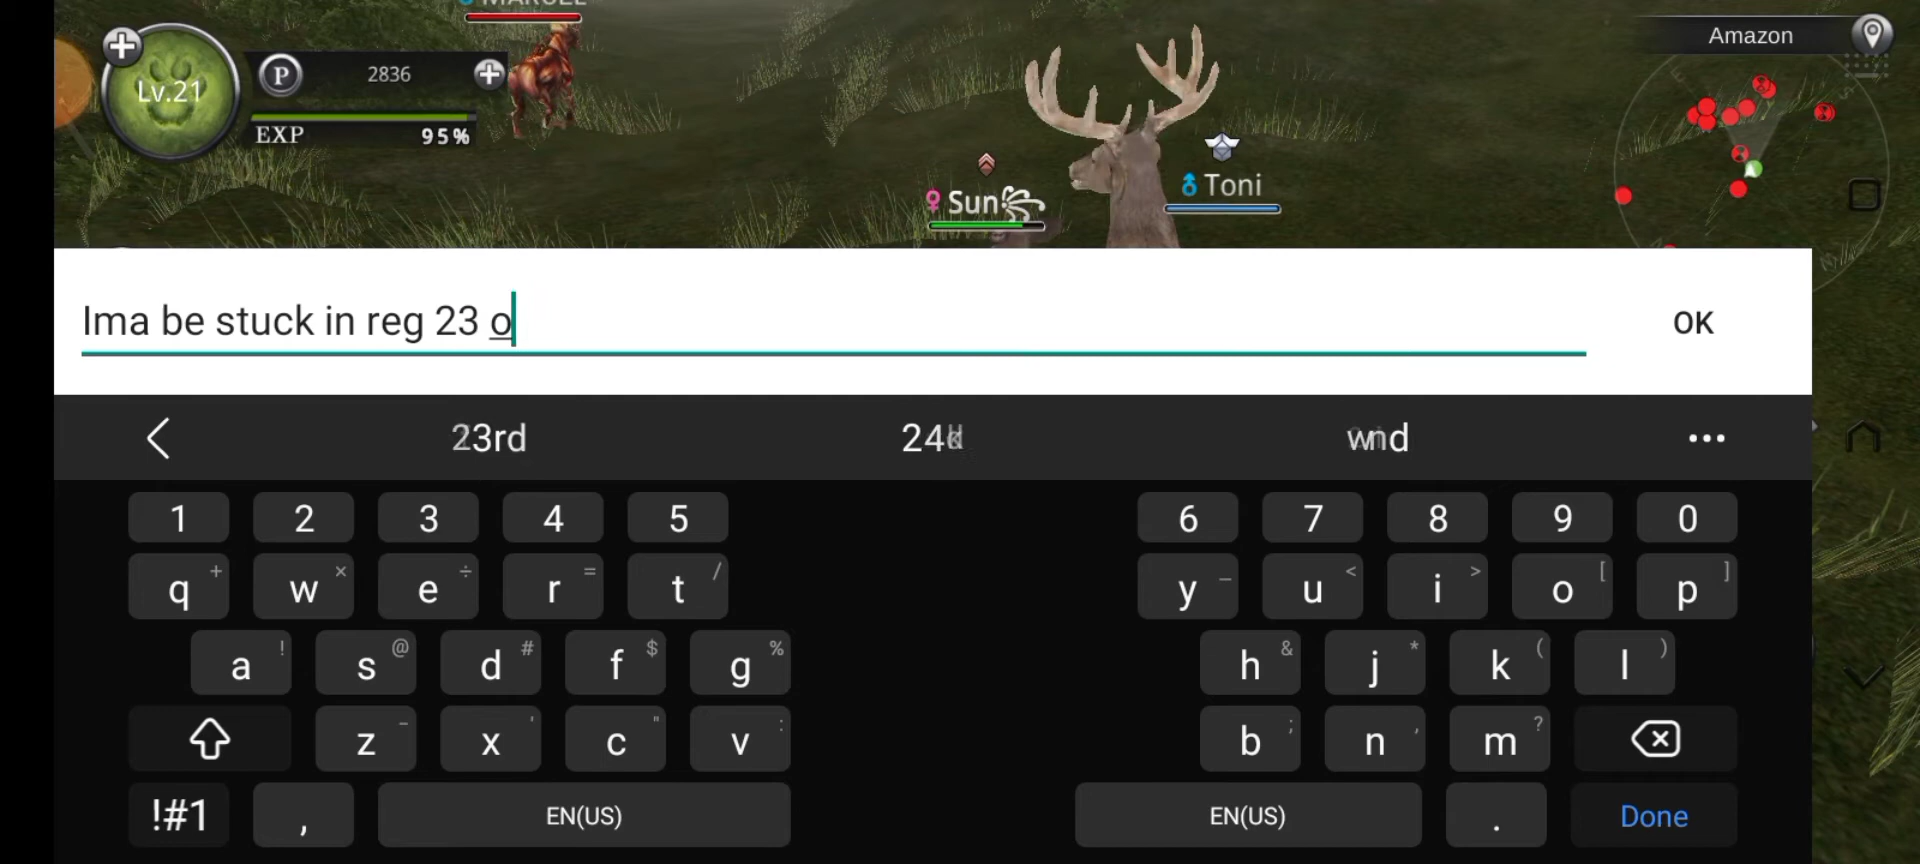 MARUEL
Amazon
Lv.21
P 2836
EXP 95%
Sun
Toni
Ima be stuck in reg 23 o
OK
23rd
wnd
1 2 3 4 5 6 7 8 9 0
q + w × e ÷ r = t / y _ u < i > o [ p ]
a ! s @ d # f $ g % h & j * k ( l )
z - x ' c " v : b ; n , m ?
!#1 , EN(US) EN(US) . Done